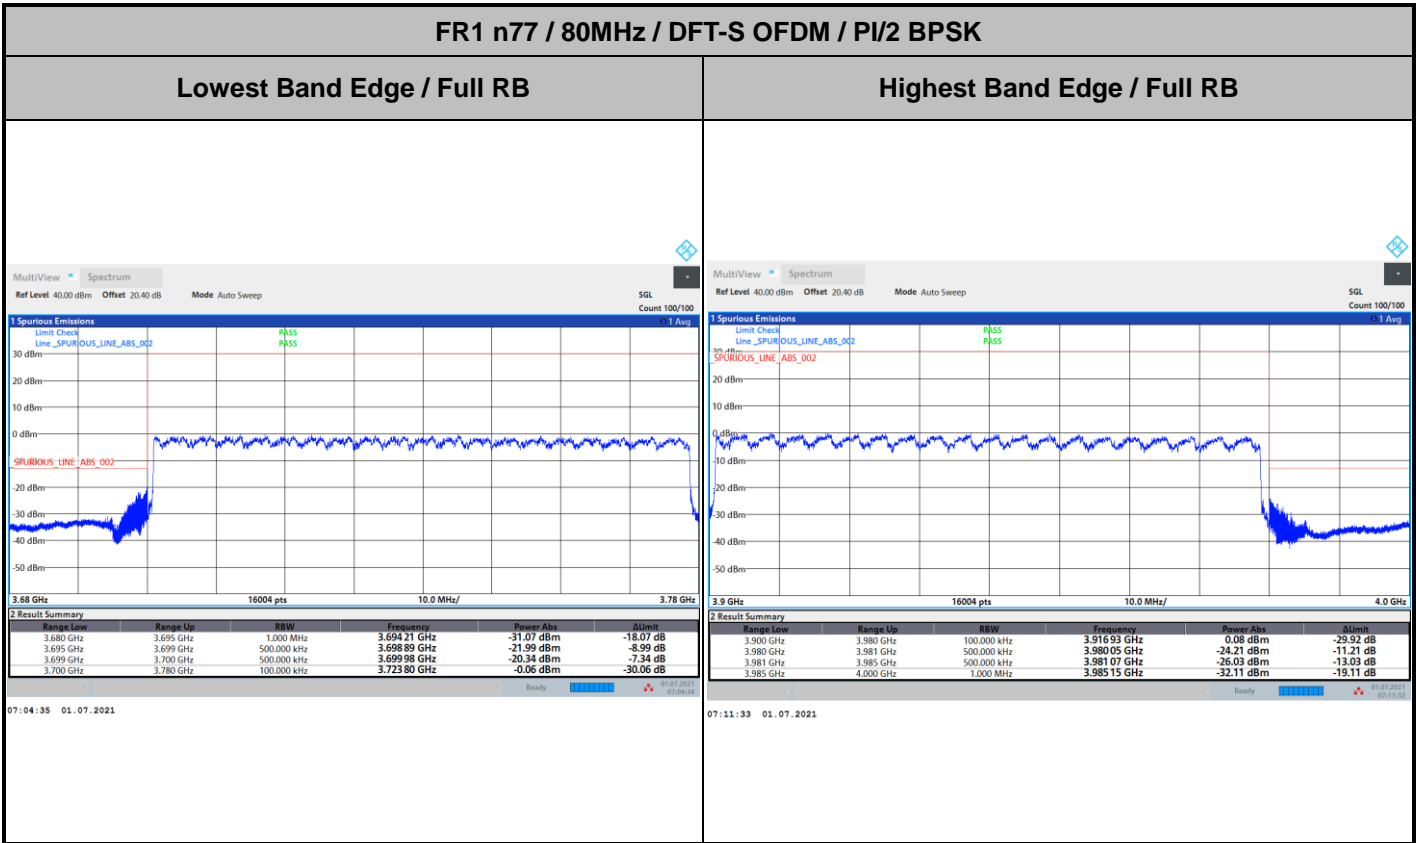 FR1 n77 / 80MHz / DFT-S OFDM / PI/2 BPSK
Lowest Band Edge / Full RB
Highest Band Edge / Full RB
MultiView Spectrum
Ref Level 40.00 dBm Offset 20.40 dB Mode Auto Sweep SGL
Count 100/100
1 Spurious Emissions 1 Avg
Limit Check PASS
Line _SPURIOUS_LINE_ABS_002 PASS
30 dBm
20 dBm
10 dBm
0 dBm
SPURIOUS_LINE_ABS_002
-20 dBm
-30 dBm
-40 dBm
-50 dBm
3.68 GHz 16004 pts 10.0 MHz/ 3.78 GHz
2 Result Summary
Range Low Range Up RBW Frequency Power Abs ΔLimit
3.680 GHz 3.695 GHz 1.000 MHz 3.694 21 GHz -31.07 dBm -18.07 dB
3.695 GHz 3.699 GHz 500.000 kHz 3.698 89 GHz -21.99 dBm -8.99 dB
3.699 GHz 3.700 GHz 500.000 kHz 3.699 98 GHz -20.34 dBm -7.34 dB
3.700 GHz 3.780 GHz 100.000 kHz 3.723 80 GHz -0.06 dBm -30.06 dB
Ready 01.07.2021
07:04:34
07:04:35 01.07.2021
MultiView Spectrum
Ref Level 40.00 dBm Offset 20.40 dB Mode Auto Sweep SGL
Count 100/100
1 Spurious Emissions 1 Avg
Limit Check PASS
Line _SPURIOUS_LINE_ABS_002 PASS
30 dBm
SPURIOUS_LINE_ABS_002
20 dBm
10 dBm
0 dBm
-10 dBm
-20 dBm
-30 dBm
-40 dBm
-50 dBm
3.9 GHz 16004 pts 10.0 MHz/ 4.0 GHz
2 Result Summary
Range Low Range Up RBW Frequency Power Abs ΔLimit
3.900 GHz 3.980 GHz 100.000 kHz 3.916 93 GHz 0.08 dBm -29.92 dB
3.980 GHz 3.981 GHz 500.000 kHz 3.980 05 GHz -24.21 dBm -11.21 dB
3.981 GHz 3.985 GHz 500.000 kHz 3.981 07 GHz -26.03 dBm -13.03 dB
3.985 GHz 4.000 GHz 1.000 MHz 3.985 15 GHz -32.11 dBm -19.11 dB
Ready 01.07.2021
07:11:32
07:11:33 01.07.2021